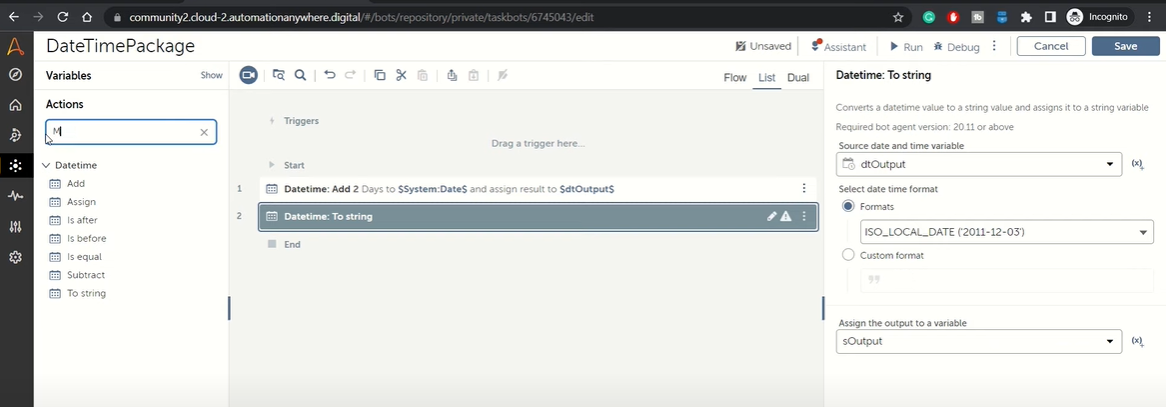 community2.cloud-2.automationanywhere.digital/#/bots/repository/private/taskbots/6745043/edit
Incognito
DateTimePackage
Unsaved
Assistant
Run
Debug
Cancel
Save
Variables
Show
Actions
M
Datetime
Add
Assign
Is after
Is before
Is equal
Subtract
To string
Flow
List
Dual
Triggers
Drag a trigger here...
Start
1
Datetime: Add 2 Days to $System:Date$ and assign result to $dtOutput$
2
Datetime: To string
End
Datetime: To string
Converts a datetime value to a string value and assigns it to a string variable
Required bot agent version: 20.11 or above
Source date and time variable
dtOutput
(x)
Select date time format
Formats
ISO_LOCAL_DATE ('2011-12-03')
Custom format
Assign the output to a variable
sOutput
(x)